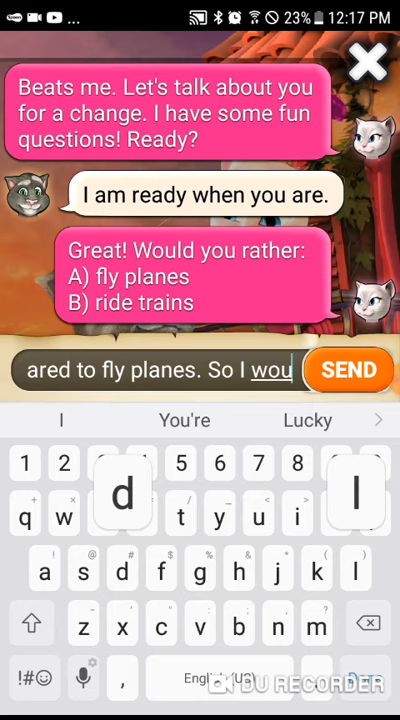 ... 23% 12:17 PM
Beats me. Let's talk about you
for a change. I have some fun
questions! Ready?
I am ready when you are.
Great! Would you rather:
A) fly planes
B) ride trains
ared to fly planes. So I wou
SEND
I You're Lucky
1 2 5 6 7 8
+ × / _ < >
q w t y u i
! @ # $ % ^ & * ( )
d l
a s d f g h j k l
z x c v b n m
!#☺ , English(US) . Done
DU RECORDER